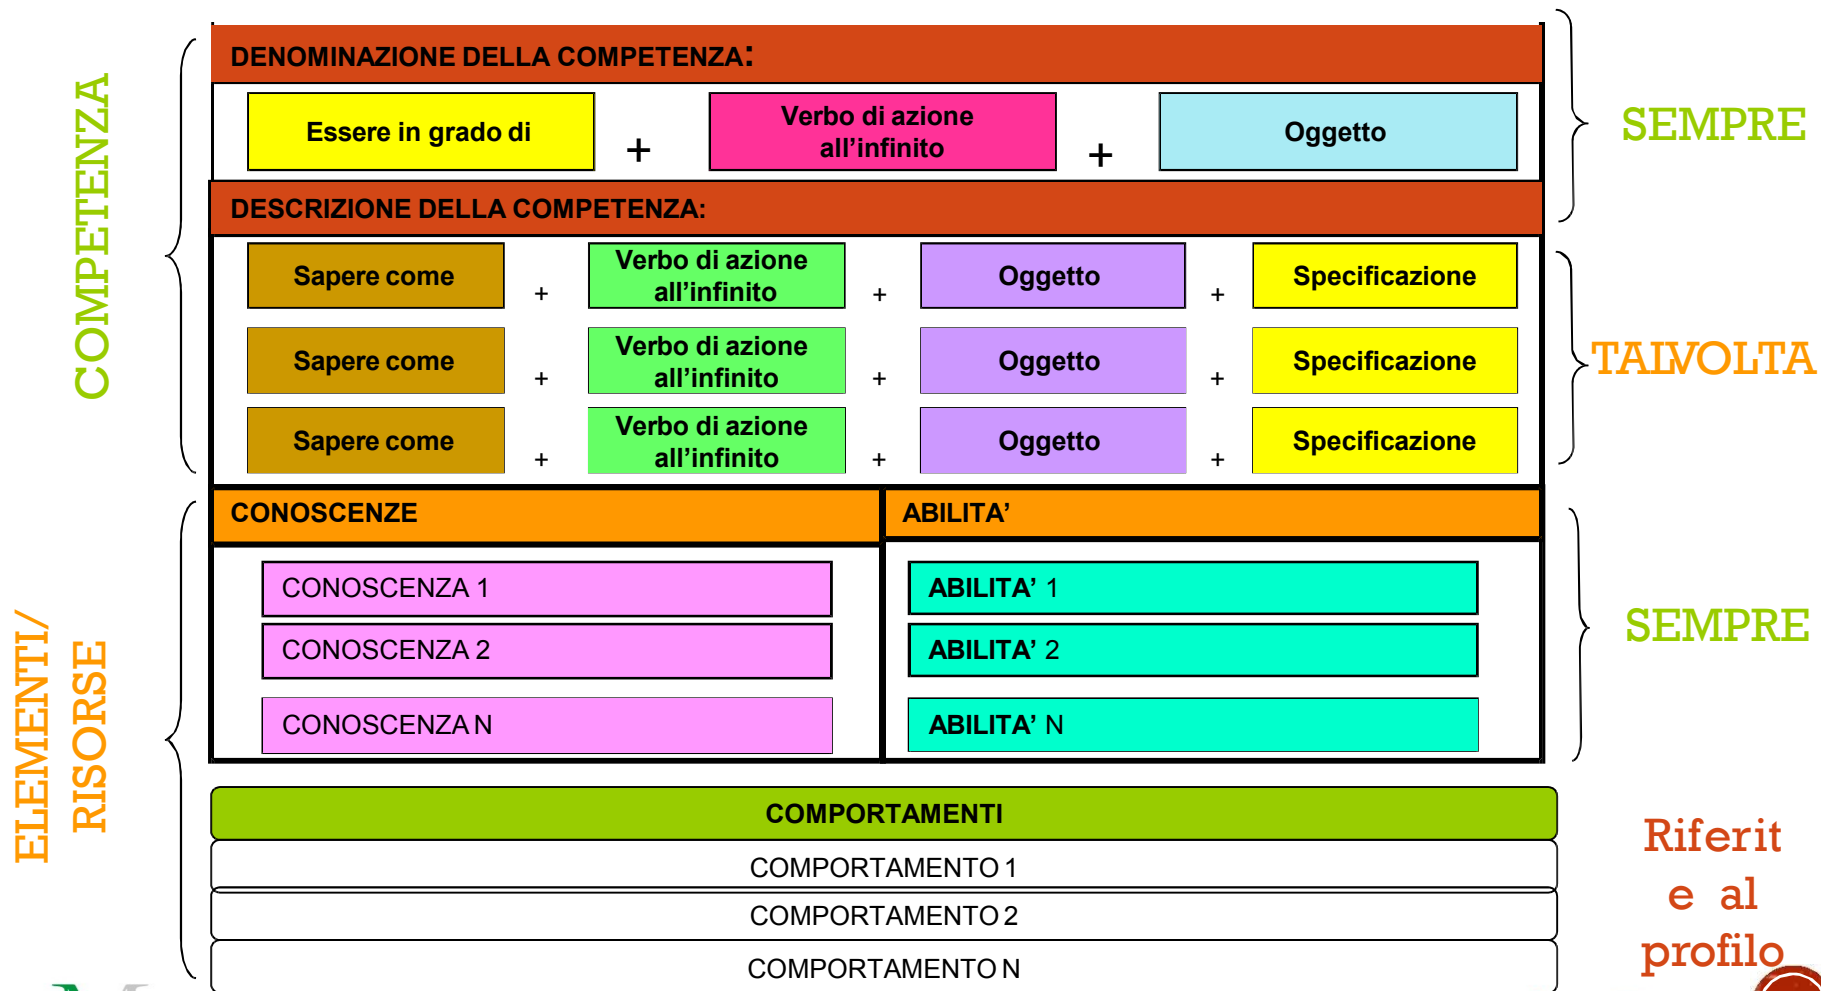 DENOMINAZIONE DELLA COMPETENZA:
Essere in grado di
+
Verbo di azione
all'infinito
+
Oggetto
SEMPRE
COMPETENZA
DESCRIZIONE DELLA COMPETENZA:
Sapere come
+
Verbo di azione
all'infinito
+
Oggetto
+
Specificazione
Sapere come
+
Verbo di azione
all'infinito
+
Oggetto
+
Specificazione
TALVOLTA
Sapere come
+
Verbo di azione
all'infinito
+
Oggetto
+
Specificazione
CONOSCENZE
ABILITA'
CONOSCENZA 1
ABILITA' 1
CONOSCENZA 2
ABILITA' 2
SEMPRE
CONOSCENZA N
ABILITA' N
ELEMENTI/
RISORSE
COMPORTAMENTI
COMPORTAMENTO 1
COMPORTAMENTO 2
COMPORTAMENTO N
Riferit
e al
profilo